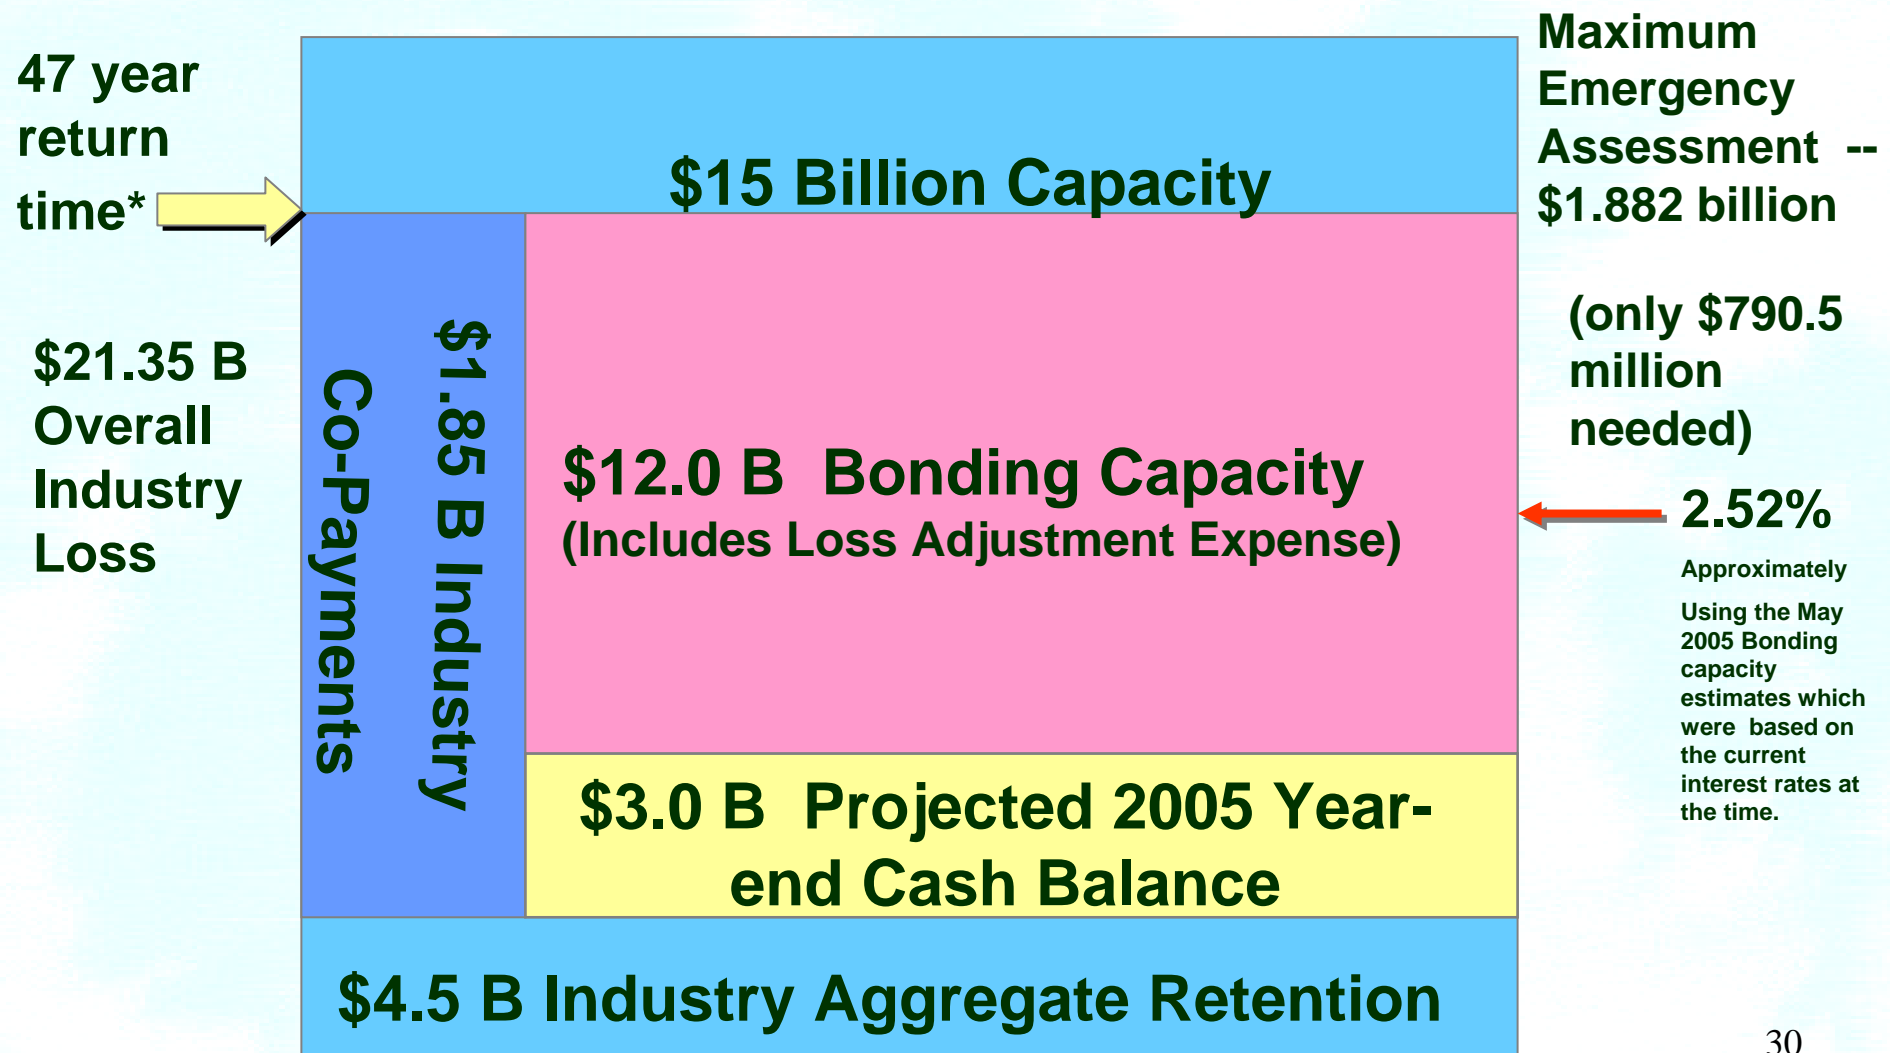 47 year
return
time*
$21.35 B
Overall
Industry
Loss
$15 Billion Capacity
$1.85 B Industry
Co-Payments
$12.0 B  Bonding Capacity
(Includes Loss Adjustment Expense)
$3.0 B  Projected 2005 Year-
end Cash Balance
$4.5 B Industry Aggregate Retention
Maximum
Emergency
Assessment  --
$1.882 billion
(only $790.5
million
needed)
2.52%
Approximately
Using the May
2005 Bonding
capacity
estimates which
were  based on
the current
interest rates at
the time.
30